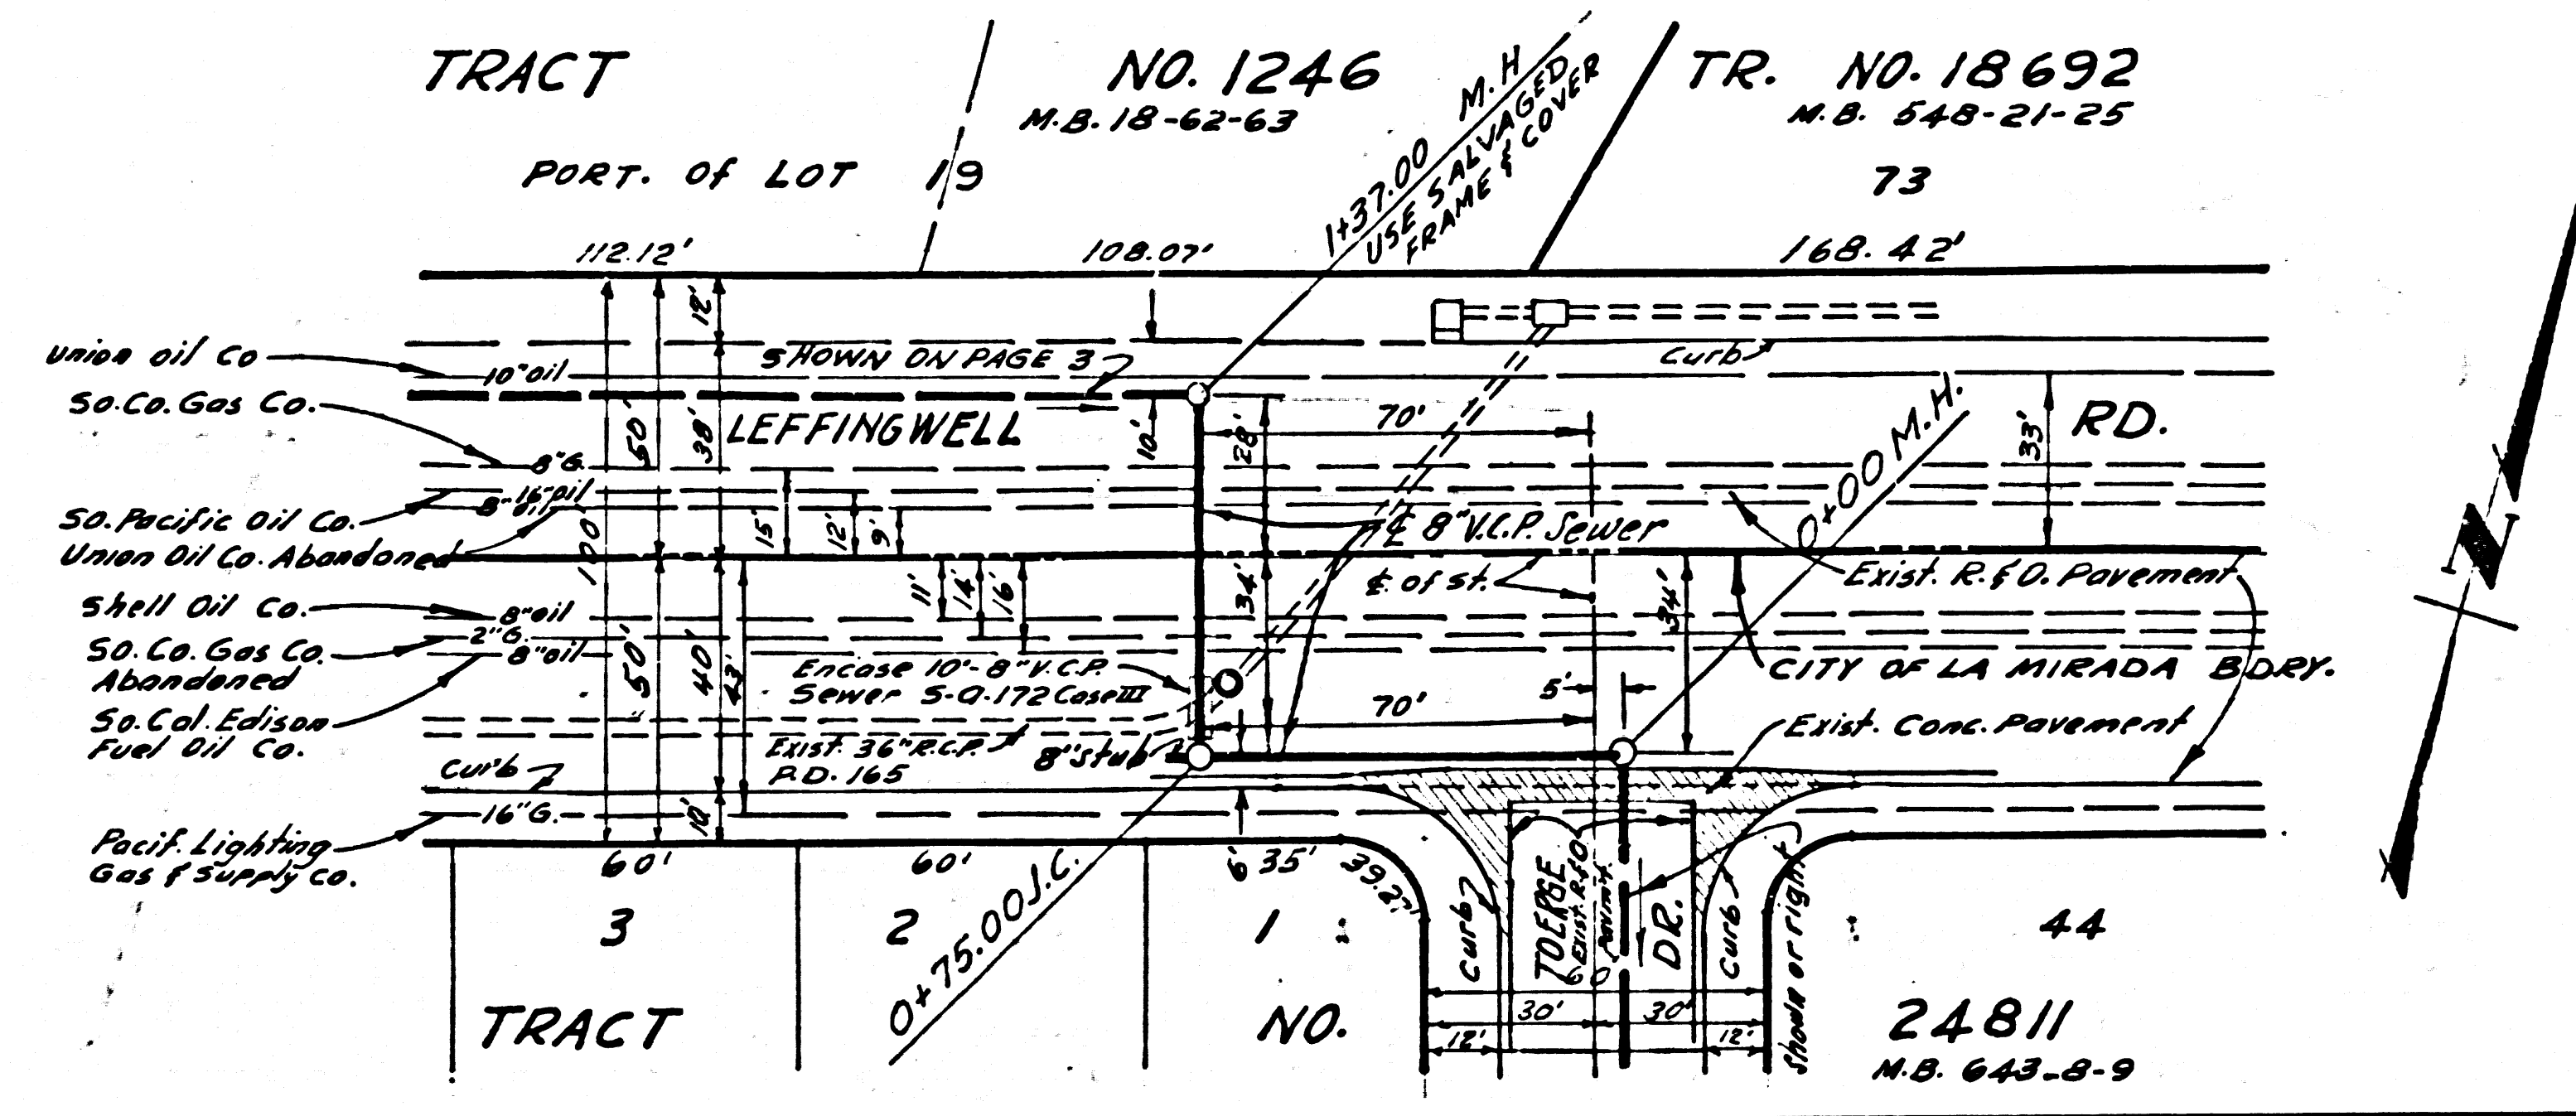 TRACT
NO. 1246
M.B. 18-62-63
TR. NO. 18692
M.B. 548-21-25
PORT. Of LOT 19
73
1+37.00 M.H
USE SALVAGED
FRAME & COVER
112.12'
108.07'
168.42'
12'
Union Oil Co
10" oil
SHOWN ON PAGE 3
Curb
So.Co. Gas Co.
50'
38'
LEFFINGWELL
10'
28'
70'
0+00 M.H.
33'
RD.
8"G.
16" oil
8" oil
So. Pacific Oil Co.
Union Oil Co. Abandoned
100'
15'
12'
9'
℄ 8" V.C.P. Sewer
Exist. R. & O. Pavement
℄ of St.
11'
14'
16'
34'
34'
Shell Oil Co.
8" oil
2" G.
8" oil
So. Co. Gas Co.
Abandoned
So. Cal. Edison
Fuel Oil Co.
50'
40'
43'
Encase 10'-8" V.C.P.
Sewer S-a-172 Case III
CITY OF LA MIRADA BDRY.
5'
70'
Exist. Conc. Pavement
Exist. 36" R.C.P.
P.D. 165
8" Stub
Curb
16" G.
10'
Pacif. Lighting
Gas & Supply Co.
60'
60'
6'
35'
39.27'
0+75.00 J.C.
3
2
1
44
Curb
TOERGE
Exist. R.&O.
Pavm't.
60'
DR.
Curb
Shown or right
30'
30'
12'
12'
TRACT
NO.
24811
M.B. 643-8-9
N